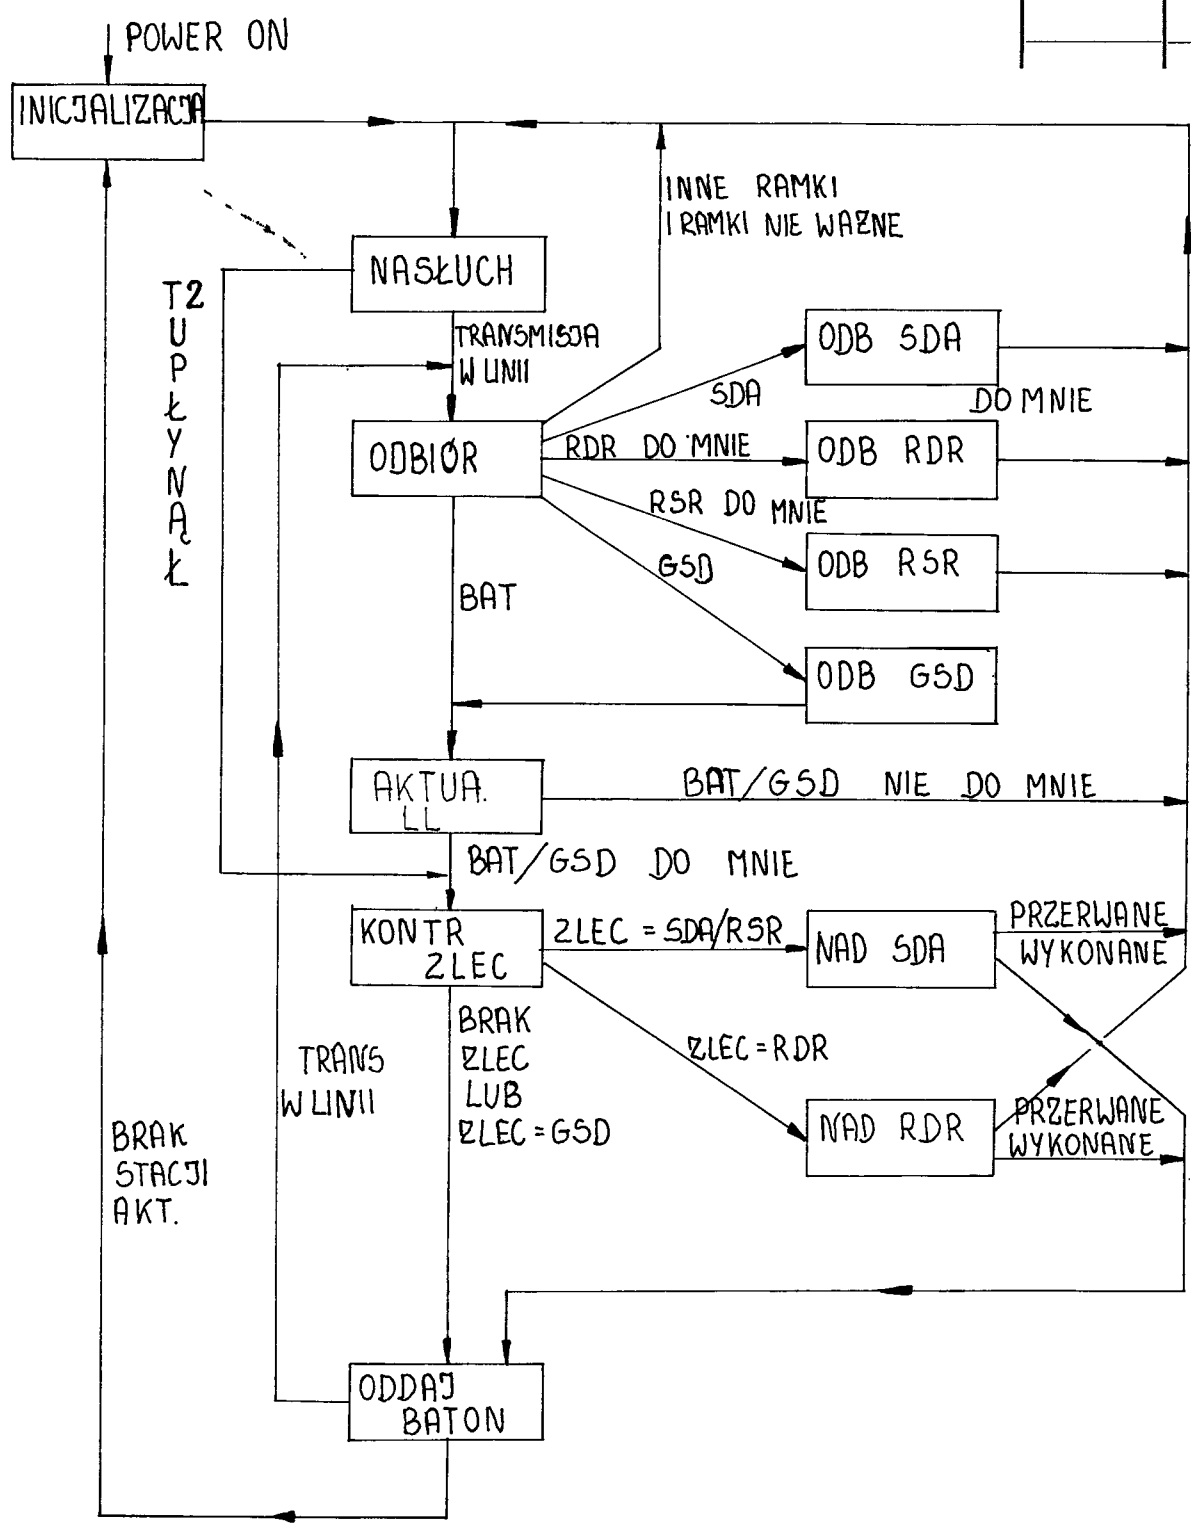 POWER ON
INICJALIZACJA
INNE RAMKI
I RAMKI NIE WAŻNE
NASŁUCH
T2 UPŁYNĄŁ
TRANSMISJA
W LINII
ODB SDA
SDA
DO MNIE
ODBIÓR
RDR DO MNIE
ODB RDR
RSR DO MNIE
ODB RSR
GSD
BAT
ODB GSD
AKTUA.
LL
BAT/GSD NIE DO MNIE
BAT/GSD DO MNIE
KONTR
ZLEC
ZLEC = SDA/RSR
NAD SDA
PRZERWANE
WYKONANE
BRAK
ZLEC
LUB
ZLEC = GSD
ZLEC = RDR
TRANS
W LINII
NAD RDR
PRZERWANE
WYKONANE
BRAK
STACJI
AKT.
ODDAJ
BATON